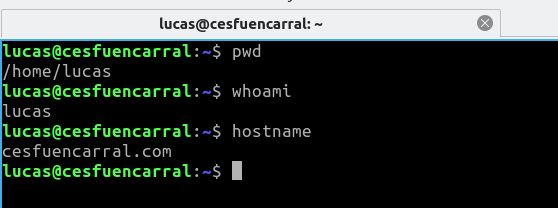 lucas@cesfuencarral: ~
lucas@cesfuencarral:~$ pwd
/home/lucas
lucas@cesfuencarral:~$ whoami
lucas
lucas@cesfuencarral:~$ hostname
cesfuencarral.com
lucas@cesfuencarral:~$